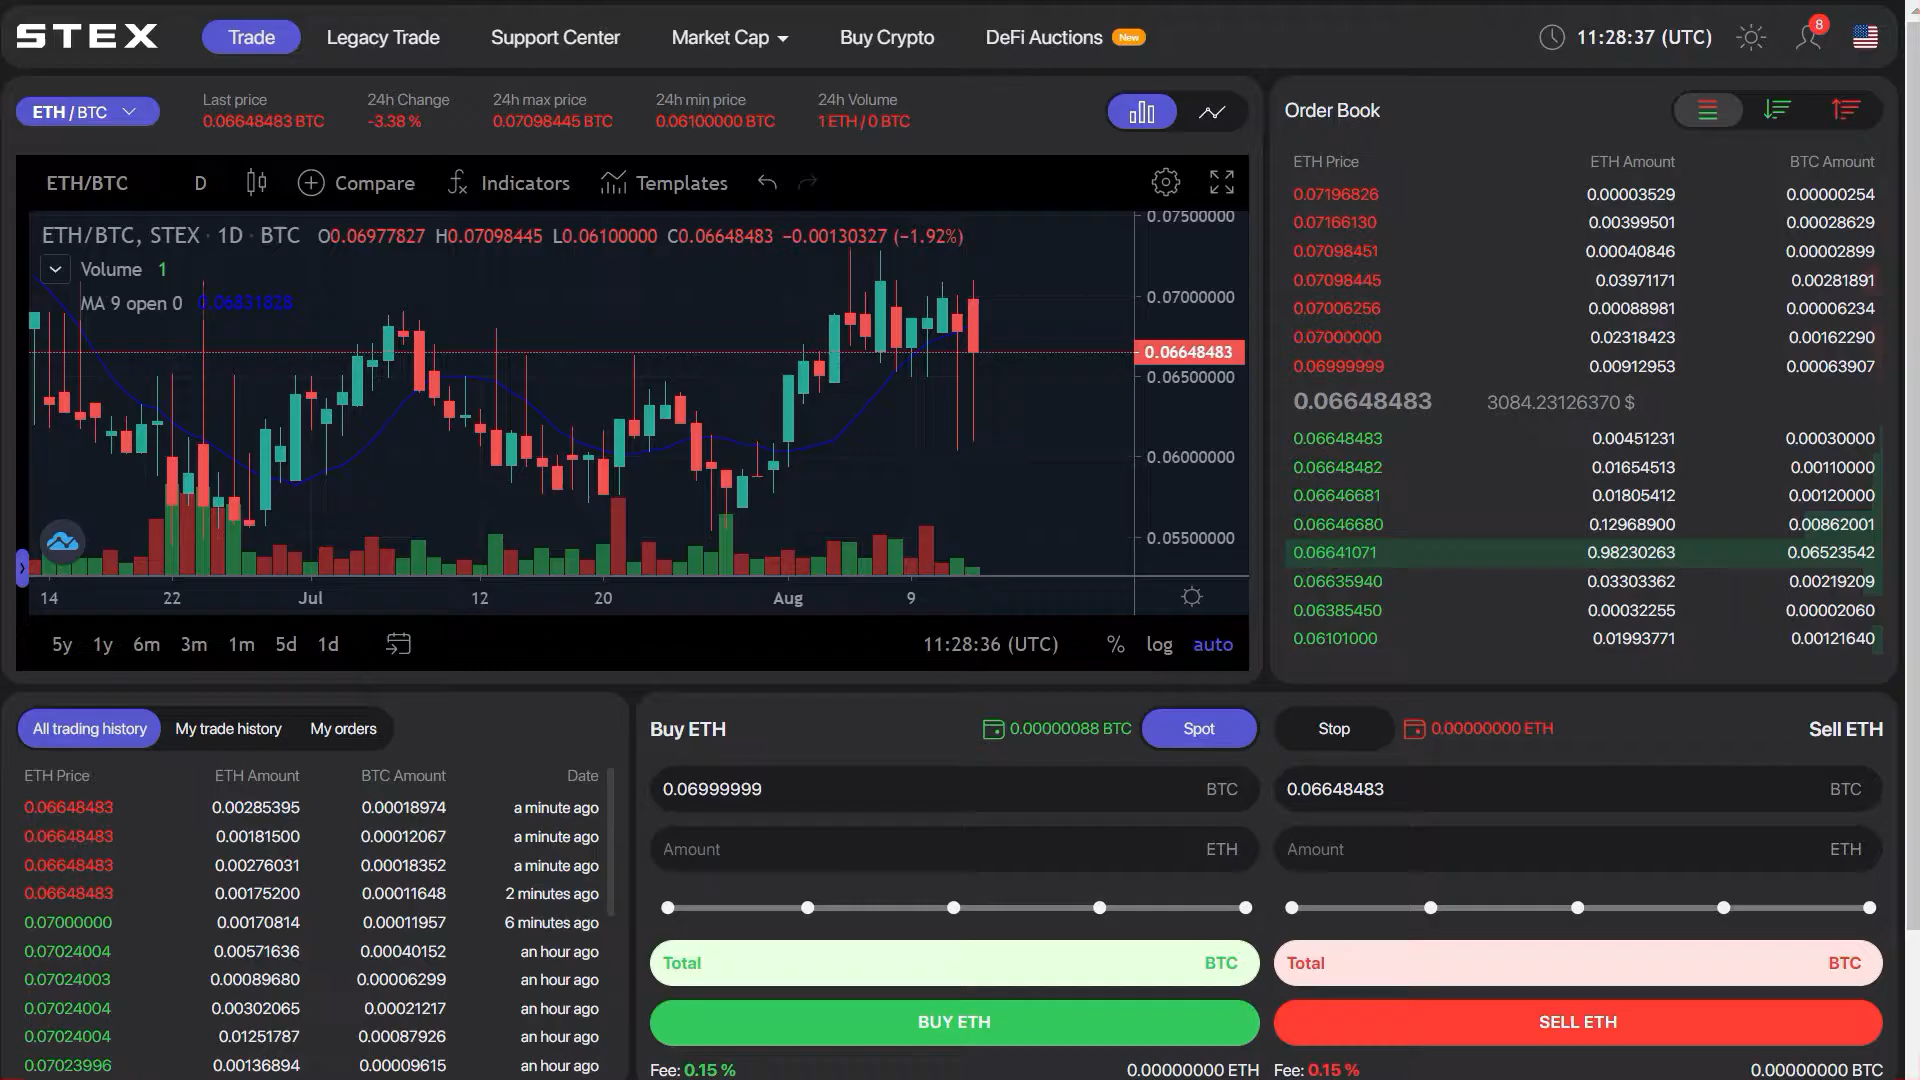 STEX Trade Legacy Trade Support Center Market Cap Buy Crypto DeFi Auctions New 11:28:37 (UTC) 8
ETH / BTC
Last price 24h Change 24h max price 24h min price 24h Volume
0.06648483 BTC -3.38 % 0.07098445 BTC 0.06100000 BTC 1 ETH / 0 BTC
ETH/BTC D Compare Indicators Templates
ETH/BTC, STEX · 1D · BTC O0.06977827 H0.07098445 L0.06100000 C0.06648483 −0.00130327 (−1.92%)
Volume 1
MA 9 open 0 0.06831828
0.07500000
0.07000000
0.06648483
0.06500000
0.06000000
0.05500000
14 22 Jul 12 20 Aug 9
5y 1y 6m 3m 1m 5d 1d 11:28:36 (UTC) % log auto
Order Book
ETH Price ETH Amount BTC Amount
0.07196826 0.00003529 0.00000254
0.07166130 0.00399501 0.00028629
0.07098451 0.00040846 0.00002899
0.07098445 0.03971171 0.00281891
0.07006256 0.00088981 0.00006234
0.07000000 0.02318423 0.00162290
0.06999999 0.00912953 0.00063907
0.06648483 3084.23126370 $
0.06648483 0.00451231 0.00030000
0.06648482 0.01654513 0.00110000
0.06646681 0.01805412 0.00120000
0.06646680 0.12968900 0.00862001
0.06641071 0.98230263 0.06523542
0.06635940 0.03303362 0.00219209
0.06385450 0.00032255 0.00002060
0.06101000 0.01993771 0.00121640
All trading history My trade history My orders
ETH Price ETH Amount BTC Amount Date
0.06648483 0.00285395 0.00018974 a minute ago
0.06648483 0.00181500 0.00012067 a minute ago
0.06648483 0.00276031 0.00018352 a minute ago
0.06648483 0.00175200 0.00011648 2 minutes ago
0.07000000 0.00170814 0.00011957 6 minutes ago
0.07024004 0.00571636 0.00040152 an hour ago
0.07024003 0.00089680 0.00006299 an hour ago
0.07024004 0.00302065 0.00021217 an hour ago
0.07024004 0.01251787 0.00087926 an hour ago
0.07023996 0.00136894 0.00009615 an hour ago
Buy ETH 0.00000088 BTC Spot
0.06999999 BTC
Amount ETH
Total BTC
BUY ETH
Fee: 0.15 % 0.00000000 ETH
Stop 0.00000000 ETH Sell ETH
0.06648483 BTC
Amount ETH
Total BTC
SELL ETH
Fee: 0.15 % 0.00000000 BTC